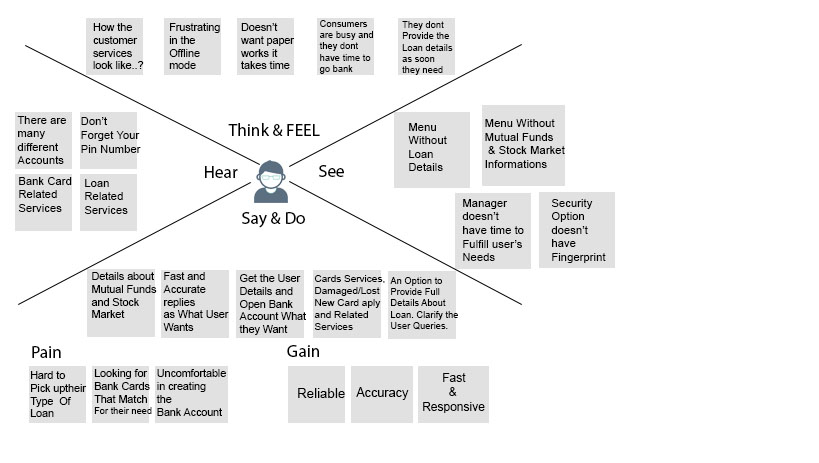 How the
customer
services
look like..?
Frustrating
in the
Offline
mode
Doesn't
want paper
works it
takes time
Consumers
are busy and
they dont
have time to
go bank
They dont
Provide the
Loan details
as soon
they need
Think & FEEL
There are
many
different
Accounts
Don't
Forget Your
Pin Number
Bank Card
Related
Services
Loan
Related
Services
Hear
See
Menu
Without
Loan
Details
Menu Without
Mutual Funds
& Stock Market
Informations
Manager
doesn't
have time to
Fulfill user's
Needs
Security
Option
doesn't
have
Fingerprint
Say & Do
Details about
Mutual Funds
and Stock
Market
Fast and
Accurate
replies
as What User
Wants
Get the User
Details and
Open Bank
Account What
they Want
Cards Services,
Damaged/Lost
New Card aply
and Related
Services
An Option to
Provide Full
Details About
Loan. Clarify the
User Queries.
Pain
Hard to
Pick uptheir
Type Of
Loan
Looking for
Bank Cards
That Match
For their need
Uncomfortable
in creating
the
Bank Account
Gain
Reliable
Accuracy
Fast
&
Responsive